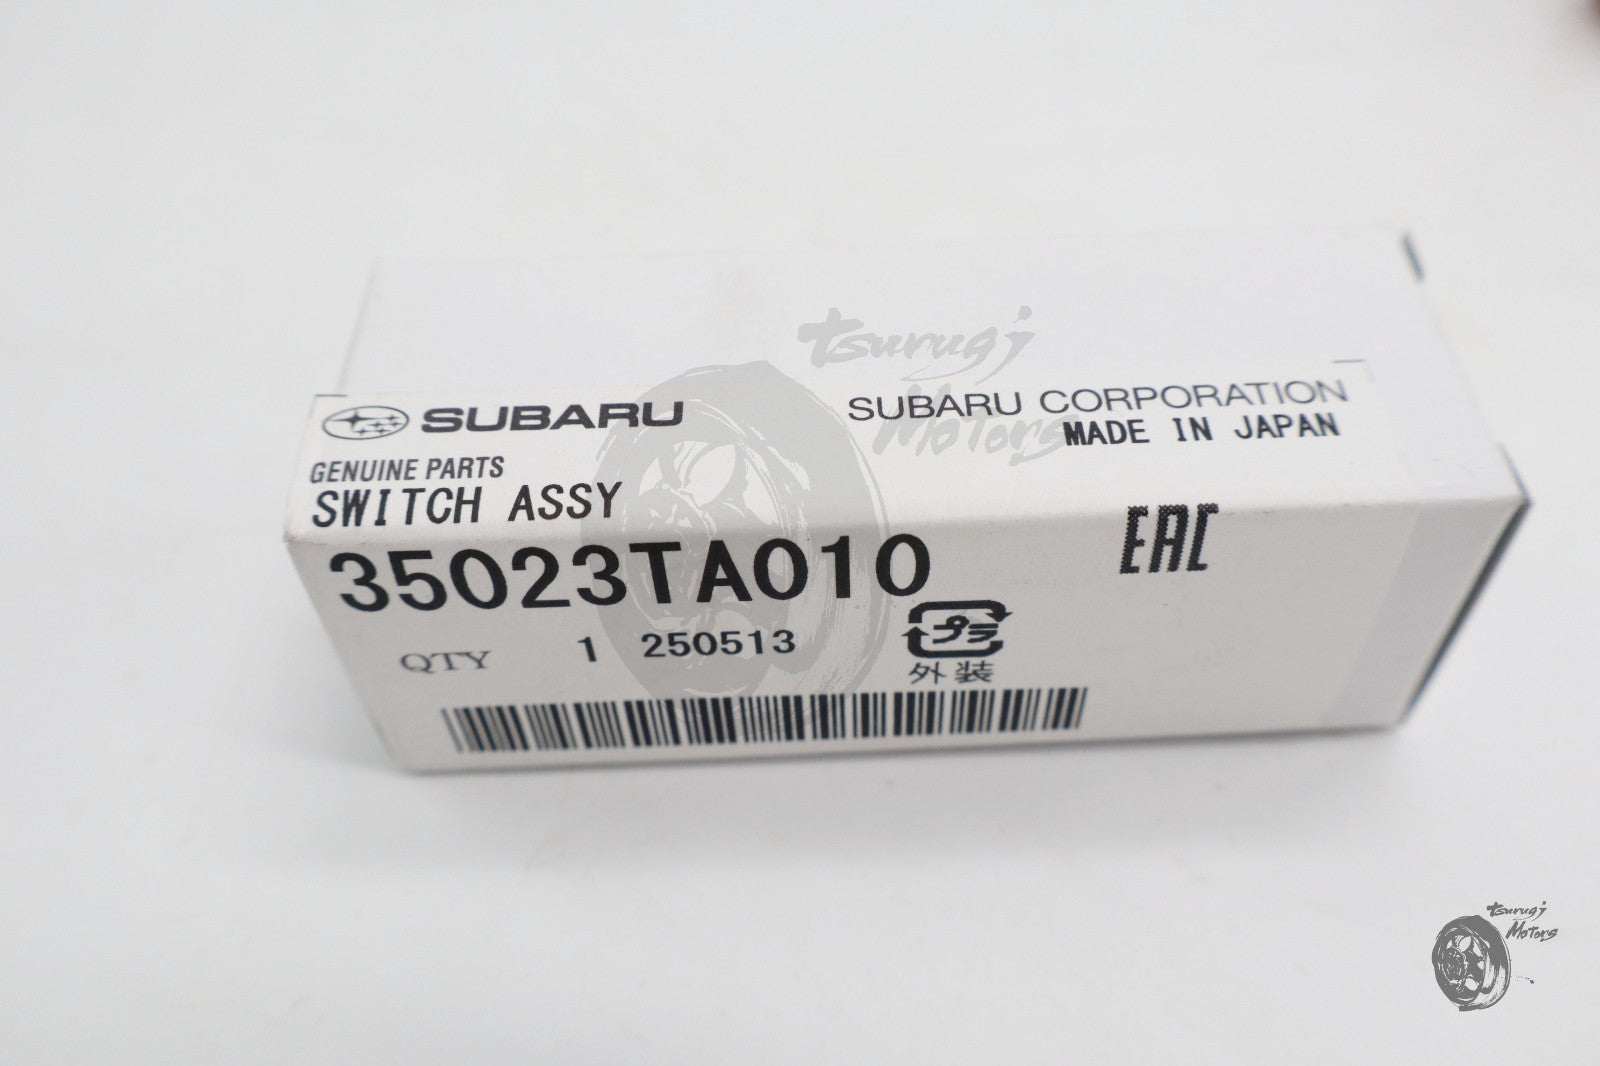 tsurugi
Motors
SUBARU
SUBARU CORPORATION
MADE IN JAPAN
GENUINE PARTS
SWITCH ASSY
EAC
35023TA010
プラ
外装
QTY 1 250513
tsurugi
Motors